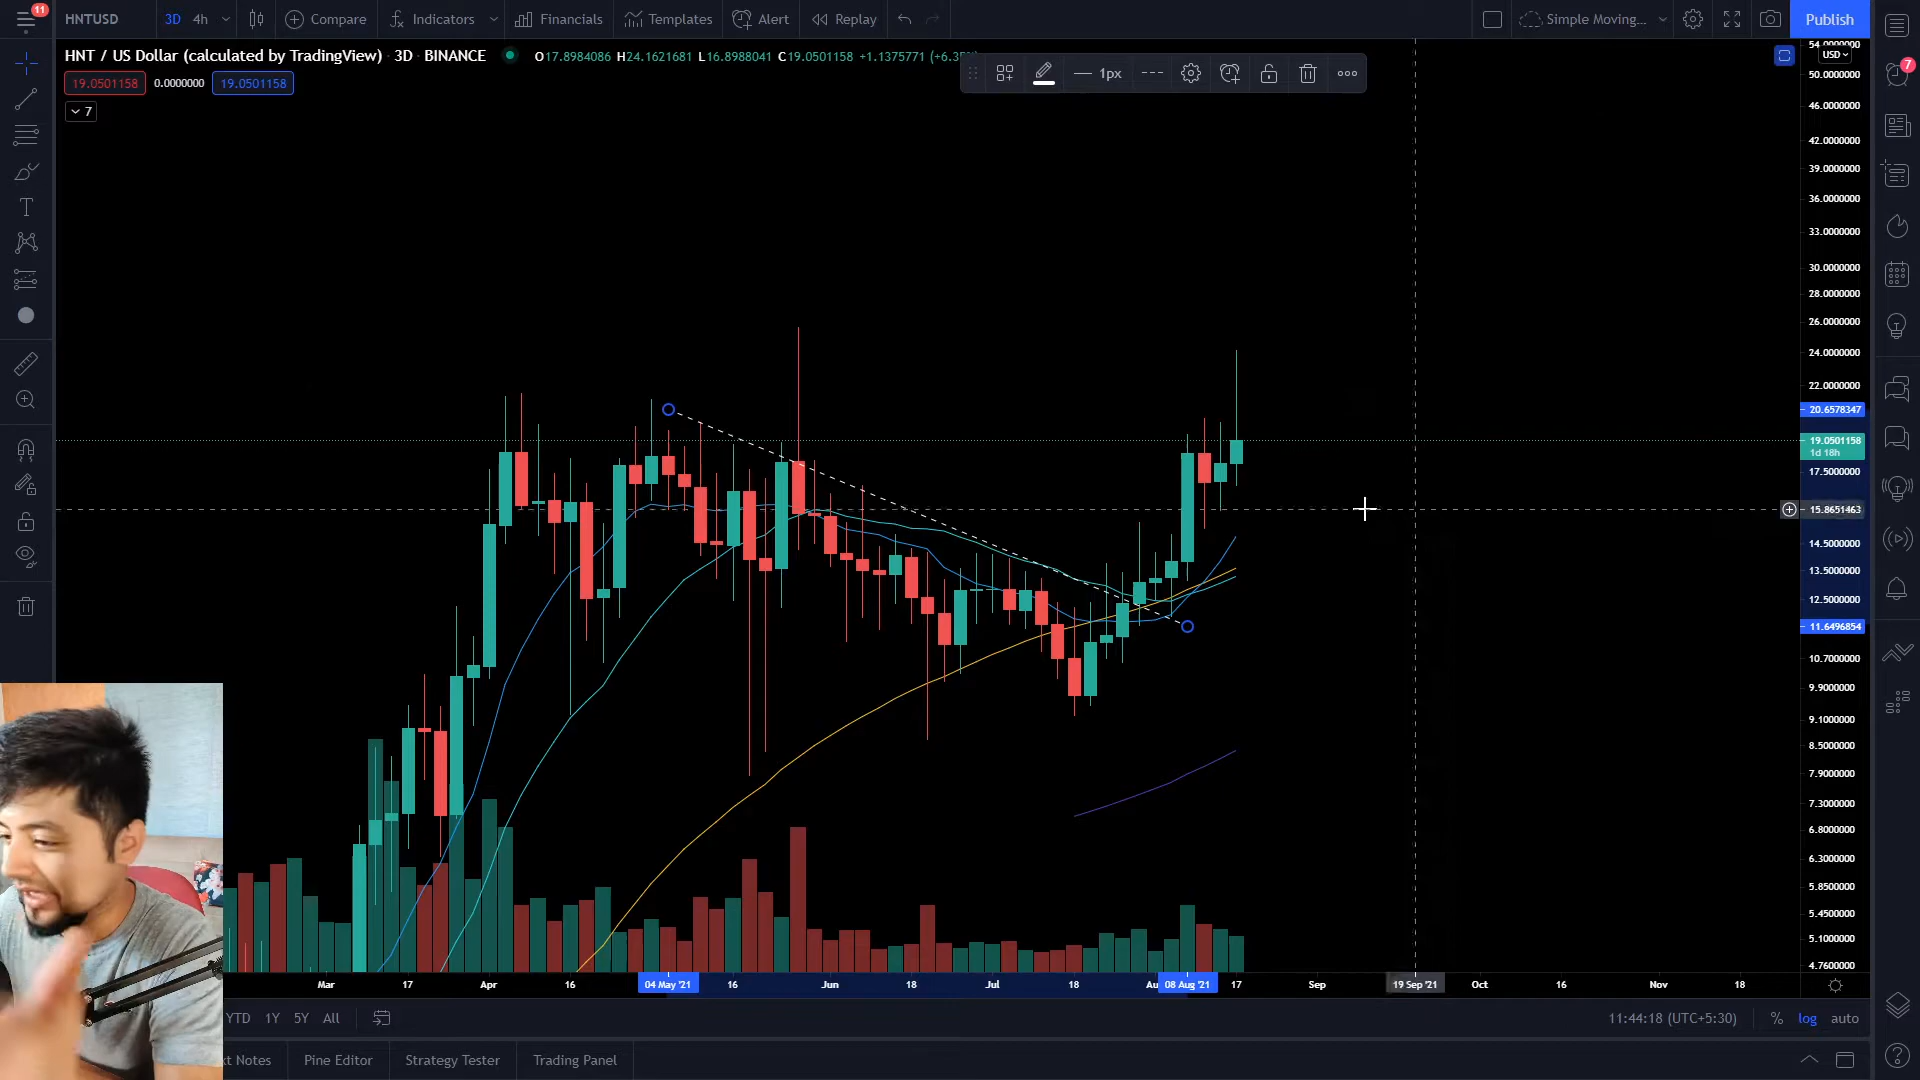 11
HNTUSD
3D 4h
Compare
Indicators
Financials
Templates
Alert
Replay
Simple Moving...
Publish
HNT / US Dollar (calculated by TradingView) · 3D · BINANCE
O17.8984086 H24.1621681 L16.8988041 C19.0501158 +1.1375771
1px
19.0501158
0.0000000
19.0501158
7
USD
50.0000000
46.0000000
42.0000000
39.0000000
36.0000000
33.0000000
30.0000000
28.0000000
26.0000000
24.0000000
22.0000000
20.6578347
19.0501158
1d 18h
17.5000000
15.8651463
14.5000000
13.5000000
12.5000000
11.6496854
10.7000000
9.9000000
9.1000000
8.5000000
7.9000000
7.3000000
6.8000000
6.3000000
5.8500000
5.4500000
5.1000000
4.7600000
7
Mar
17
Apr
16
04 May '21
16
Jun
18
Jul
18
08 Aug '21
17
Sep
19 Sep '21
Oct
16
Nov
18
YTD 1Y 5Y All
11:44:18 (UTC+5:30)
% log auto
Notes
Pine Editor
Strategy Tester
Trading Panel